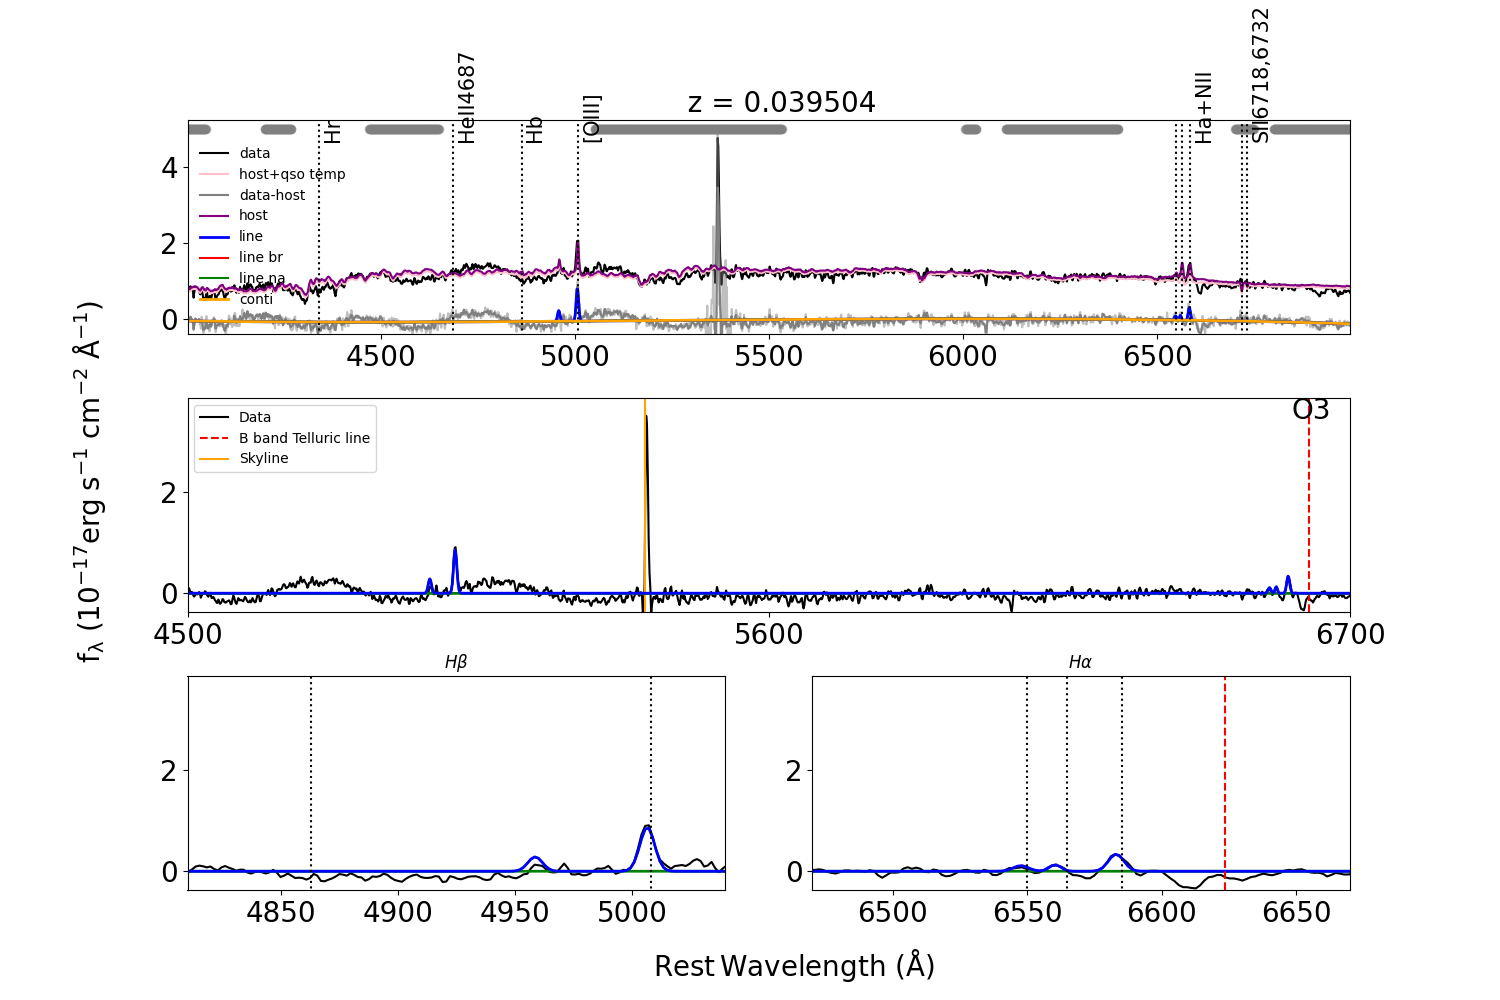 z = 0.039504
Hr
HeII4687
Hb
[OIII]
Ha+NII
SII6718,6732
data
host+qso temp
data-host
host
line
line br
line na
conti
4
2
0
4500 5000 5500 6000 6500
Data
B band Telluric line
Skyline
O3
2
0
4500 5600 6700
fλ (10⁻¹⁷erg s⁻¹ cm⁻² Å⁻¹)
Hβ
2
0
4850 4900 4950 5000
Hα
2
0
6500 6550 6600 6650
Rest Wavelength (Å)